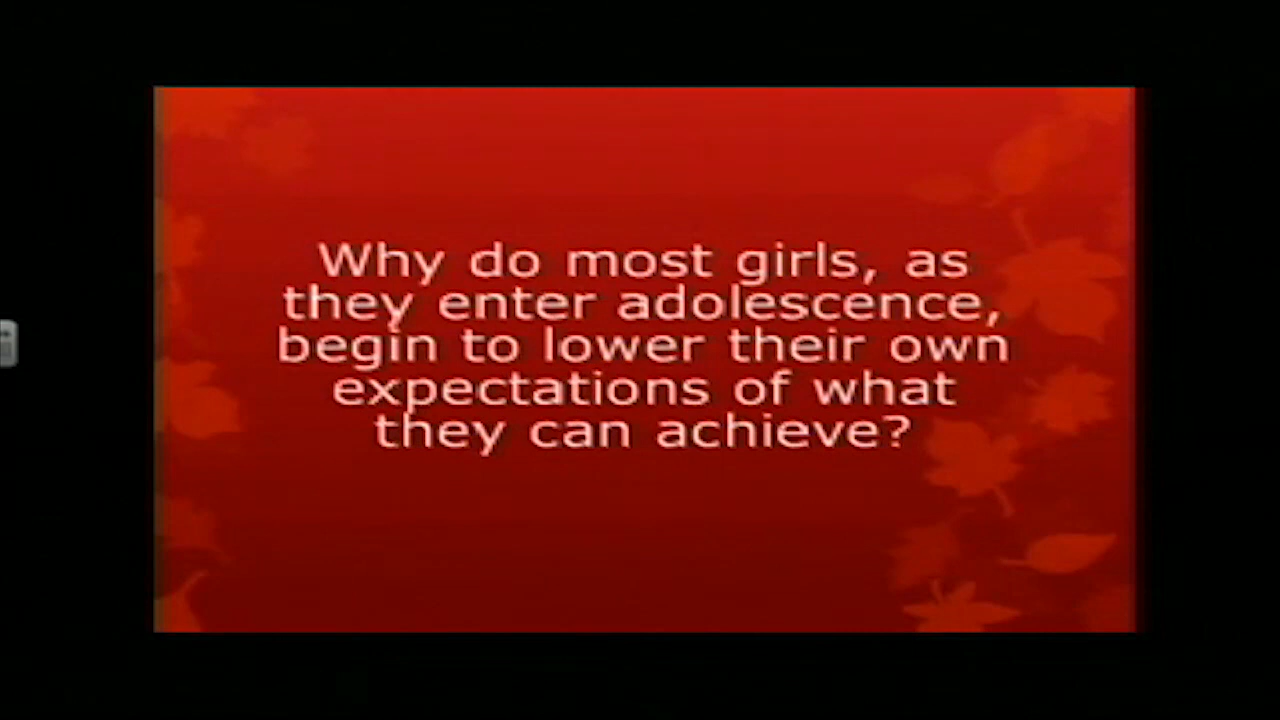 Why do most girls, as
they enter adolescence,
begin to lower their own
expectations of what
they can achieve?